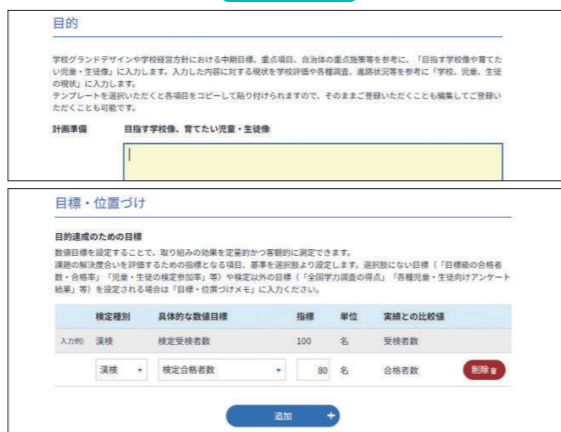 目的
学校グランドデザインや学校経営方針における中期目標、重点項目、自治体の重点施策等を参考に、「目指す学校像や育てた
い児童・生徒像」に入力します。入力した内容に対する現状を学校評価や各種調査、進路状況等を参考に「学校、児童、生徒
の現状」に入力します。
テンプレートを選択いただくと各項目をコピーして貼り付けられますので、そのままご登録いただくことも編集してご登録い
ただくことも可能です。
計画準備 目指す学校像、育てたい児童・生徒像
目標・位置づけ
目的達成のための目標
数値目標を設定することで、取り組みの効果を定量的かつ客観的に測定できます。
課題の解決度合いを評価するための指標となる項目、基準を選択肢より設定します。選択肢にない目標(「目標級の合格者
数・合格率」「児童・生徒の検定参加率」等)や検定以外の目標(「全国学力調査の得点」「各種児童・生徒向けアンケート
結果」等)を設定される場合は「目標・位置づけメモ」に入力ください。
検定種別 具体的な数値目標 指標 単位 実績との比較値
入力例) 漢検 検定受検者数 100 名 受検者数
漢検 検定合格者数 80 名 合格者数 削除
追加 +